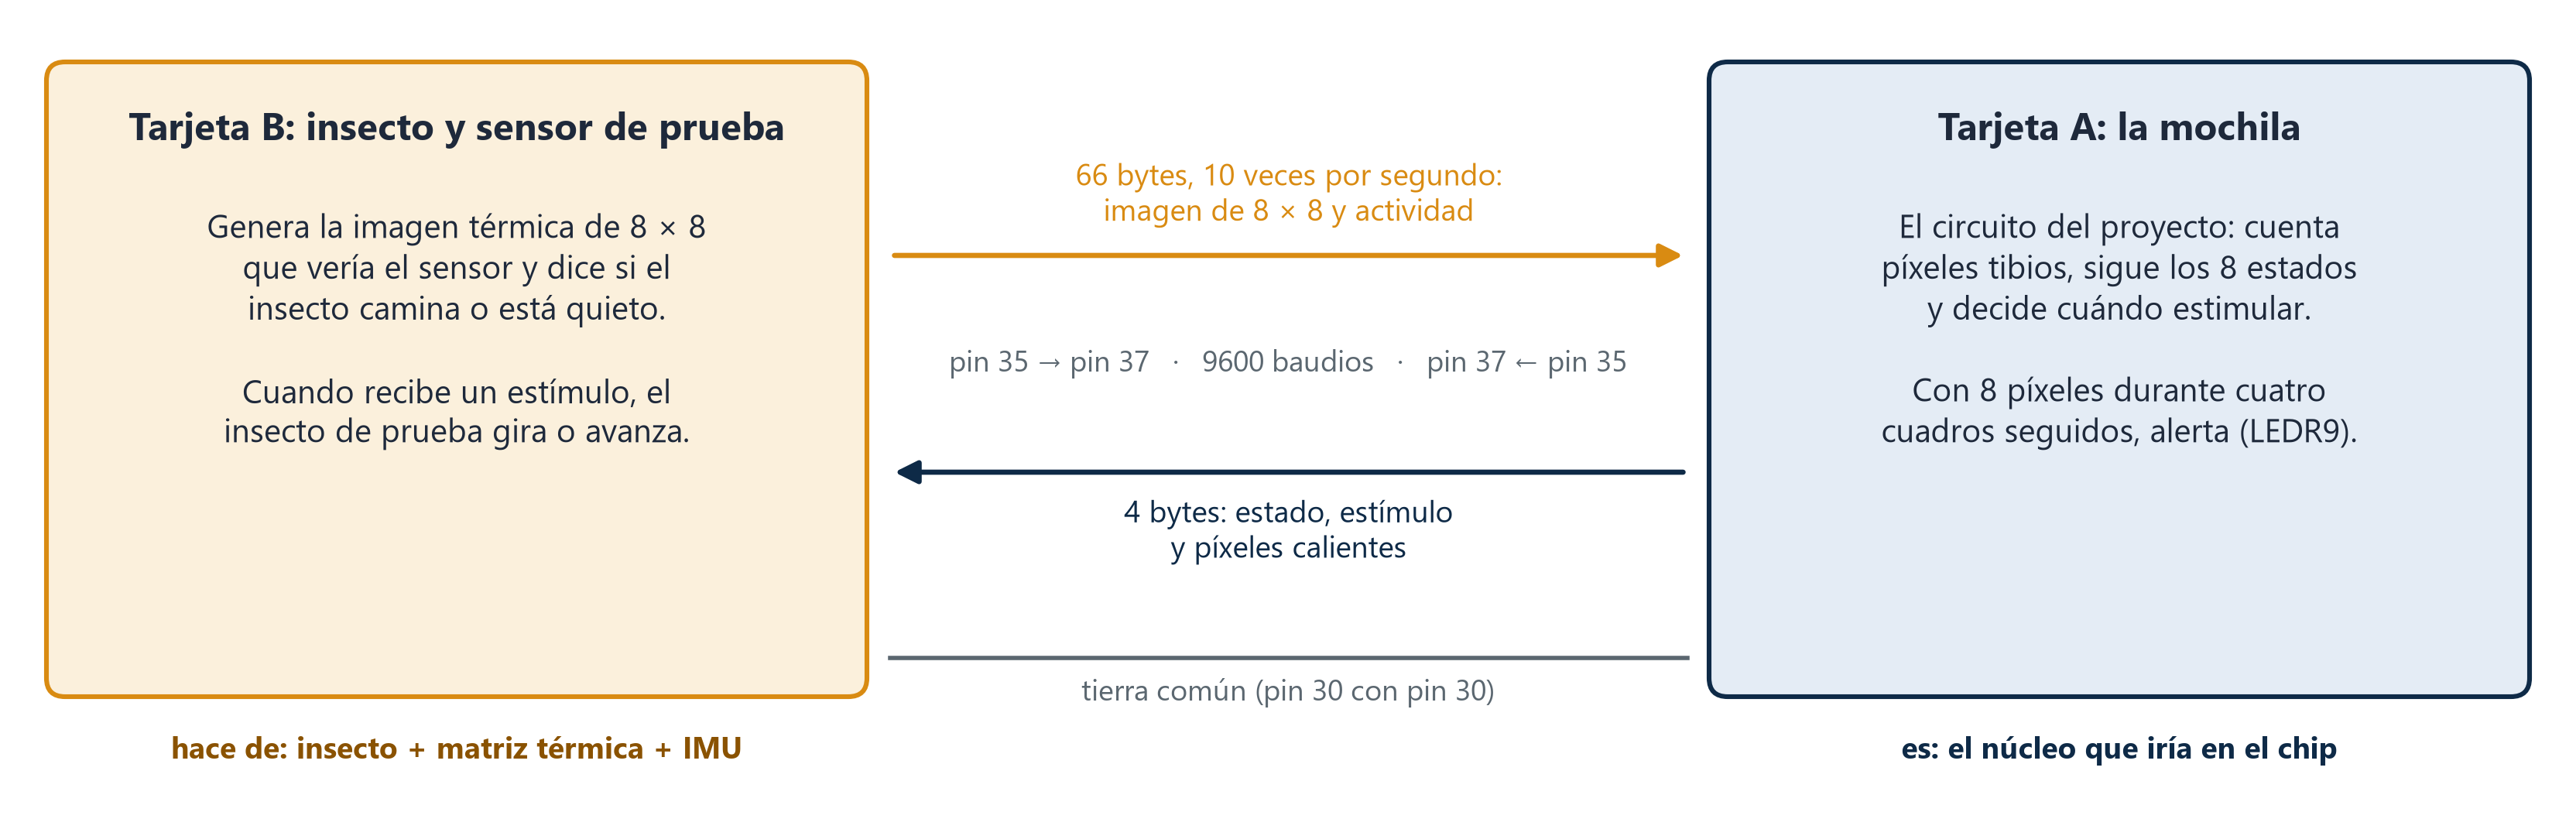 Tarjeta B: insecto y sensor de prueba
Genera la imagen térmica de 8 × 8
que vería el sensor y dice si el
insecto camina o está quieto.
Cuando recibe un estímulo, el
insecto de prueba gira o avanza.
hace de: insecto + matriz térmica + IMU
66 bytes, 10 veces por segundo:
imagen de 8 × 8 y actividad
pin 35 → pin 37 · 9600 baudios · pin 37 ← pin 35
4 bytes: estado, estímulo
y píxeles calientes
tierra común (pin 30 con pin 30)
Tarjeta A: la mochila
El circuito del proyecto: cuenta
píxeles tibios, sigue los 8 estados
y decide cuándo estimular.
Con 8 píxeles durante cuatro
cuadros seguidos, alerta (LEDR9).
es: el núcleo que iría en el chip